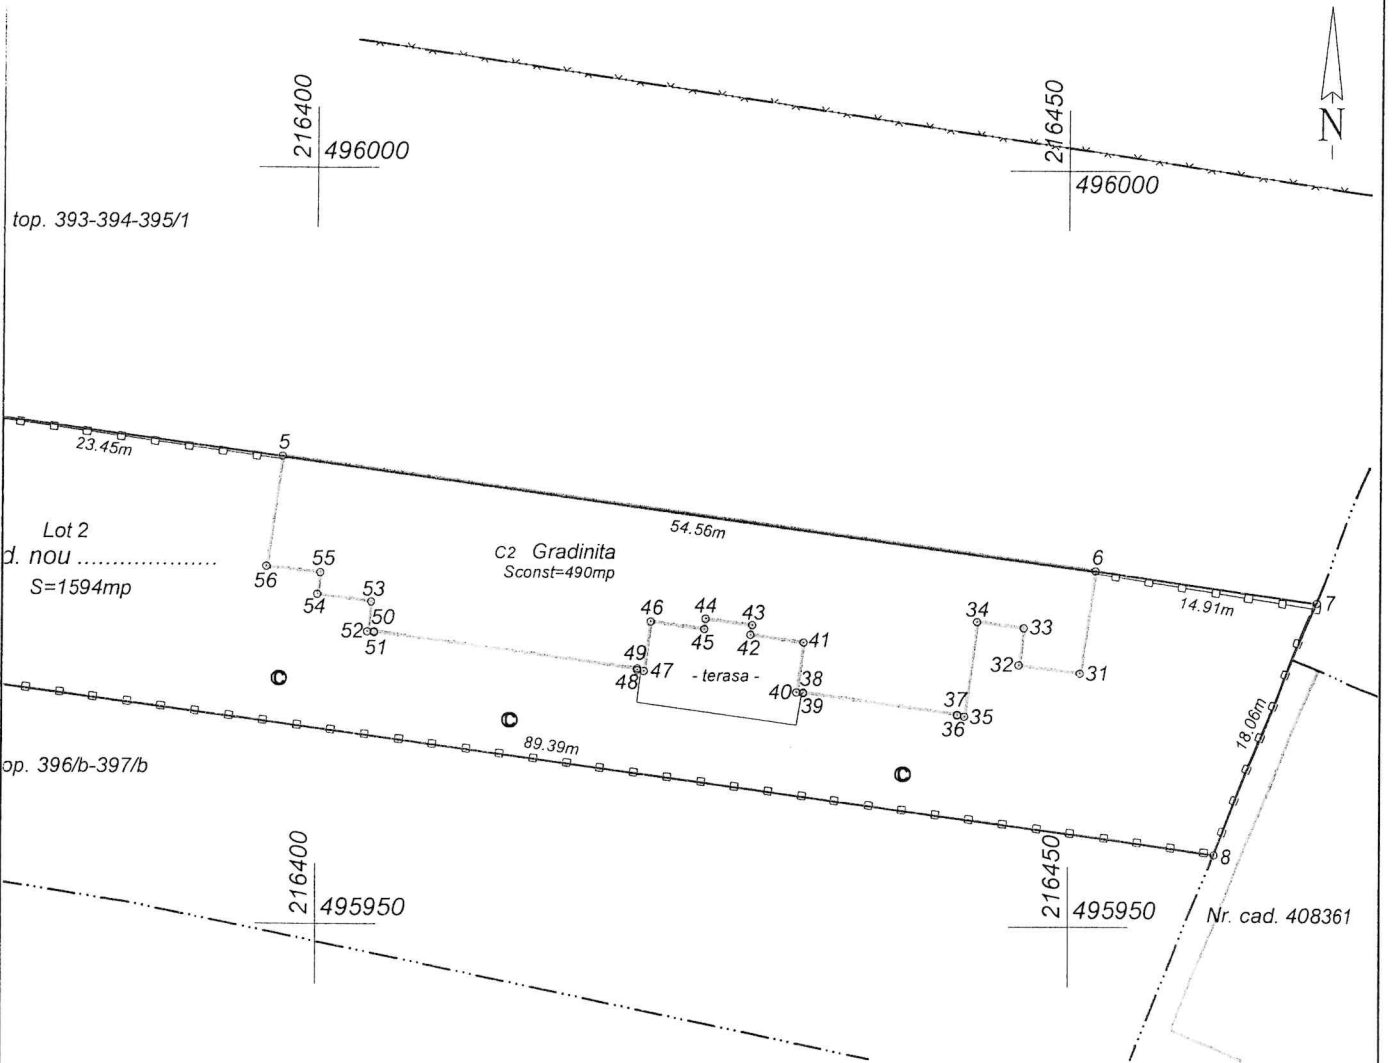 N
216400
496000
216450
496000
top. 393-394-395/1
23.45m
5
54.56m
6
14.91m
7
Lot 2
d. nou ....................
S=1594mp
C2 Gradinita
Sconst=490mp
55
56
54
53
50
52
51
46
44
43
45
42
41
49
47
48
- terasa -
38
40
39
34
33
32
31
37
35
36
18.06m
C
C
C
89.39m
op. 396/b-397/b
8
216400
495950
216450
495950
Nr. cad. 408361